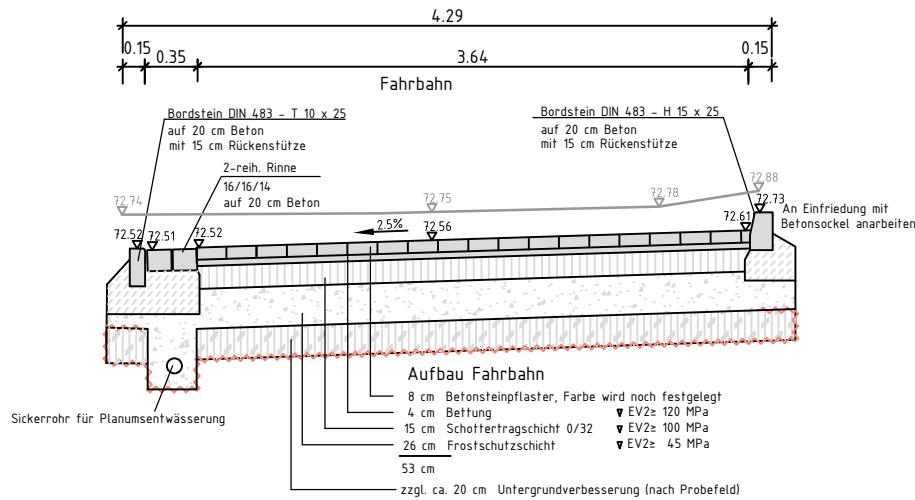 4.29
0.15 0.35 3.64 0.15
Fahrbahn
Bordstein DIN 483 - T 10 x 25
auf 20 cm Beton
mit 15 cm Rückenstütze
2-reih. Rinne
16/16/14
auf 20 cm Beton
Bordstein DIN 483 - H 15 x 25
auf 20 cm Beton
mit 15 cm Rückenstütze
72.74 72.75 72.78 72.88
72.73
An Einfriedung mit
Betonsockel anarbeiten
72.52 72.51 72.52 2.5% 72.56 72.61
Sickerrohr für Planumsentwässerung
Aufbau Fahrbahn
8 cm Betonsteinpflaster, Farbe wird noch festgelegt
4 cm Bettung EV2≥ 120 MPa
15 cm Schottertragschicht 0/32 EV2≥ 100 MPa
26 cm Frostschutzschicht EV2≥ 45 MPa
53 cm
zzgl. ca. 20 cm Untergrundverbesserung (nach Probefeld)